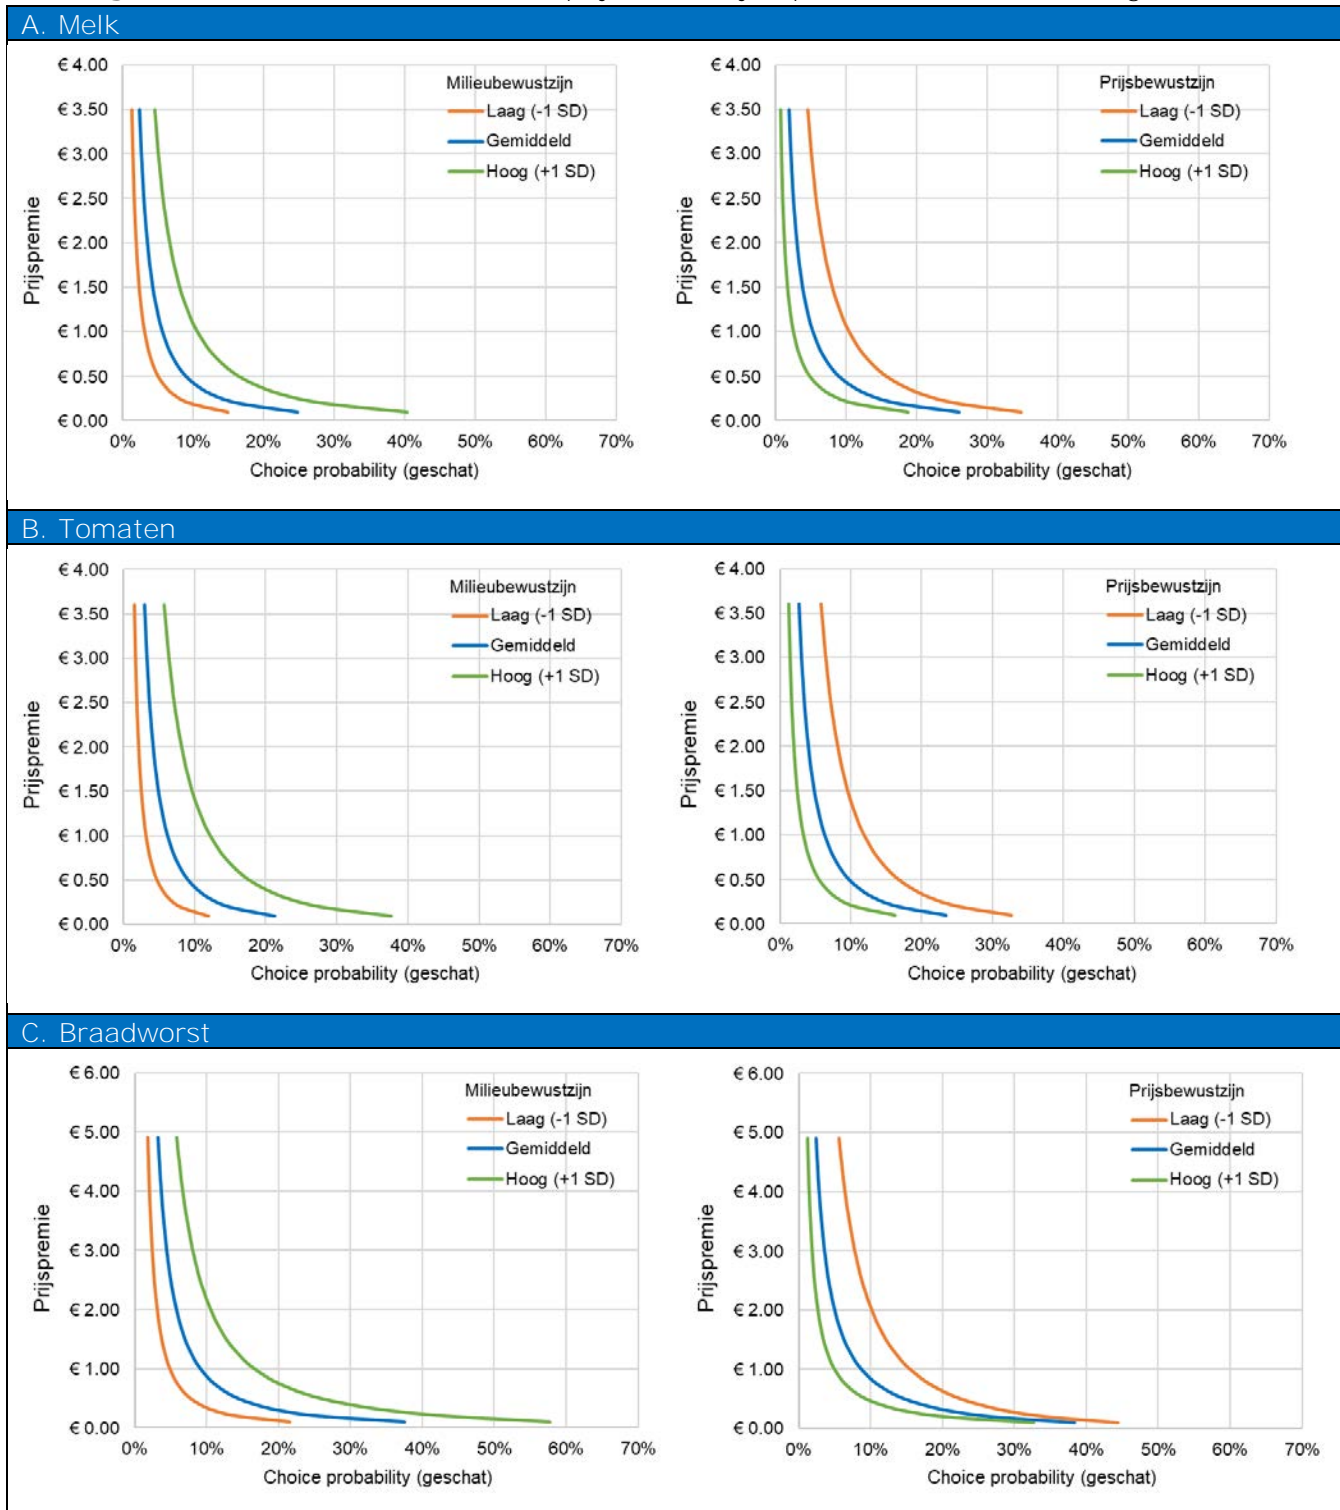 A. Melk
€ 4.00
€ 3.50
€ 3.00
€ 2.50
€ 2.00
€ 1.50
€ 1.00
€ 0.50
€ 0.00
Prijspremie
Milieubewustzijn
Laag (-1 SD)
Gemiddeld
Hoog (+1 SD)
0% 10% 20% 30% 40% 50% 60% 70%
Choice probability (geschat)
€ 4.00
€ 3.50
€ 3.00
€ 2.50
€ 2.00
€ 1.50
€ 1.00
€ 0.50
€ 0.00
Prijspremie
Prijsbewustzijn
Laag (-1 SD)
Gemiddeld
Hoog (+1 SD)
0% 10% 20% 30% 40% 50% 60% 70%
Choice probability (geschat)
B. Tomaten
€ 4.00
€ 3.50
€ 3.00
€ 2.50
€ 2.00
€ 1.50
€ 1.00
€ 0.50
€ 0.00
Prijspremie
Milieubewustzijn
Laag (-1 SD)
Gemiddeld
Hoog (+1 SD)
0% 10% 20% 30% 40% 50% 60% 70%
Choice probability (geschat)
€ 4.00
€ 3.50
€ 3.00
€ 2.50
€ 2.00
€ 1.50
€ 1.00
€ 0.50
€ 0.00
Prijspremie
Prijsbewustzijn
Laag (-1 SD)
Gemiddeld
Hoog (+1 SD)
0% 10% 20% 30% 40% 50% 60% 70%
Choice probability (geschat)
C. Braadworst
€ 6.00
€ 5.00
€ 4.00
€ 3.00
€ 2.00
€ 1.00
€ 0.00
Prijspremie
Milieubewustzijn
Laag (-1 SD)
Gemiddeld
Hoog (+1 SD)
0% 10% 20% 30% 40% 50% 60% 70%
Choice probability (geschat)
€ 6.00
€ 5.00
€ 4.00
€ 3.00
€ 2.00
€ 1.00
€ 0.00
Prijspremie
Prijsbewustzijn
Laag (-1 SD)
Gemiddeld
Hoog (+1 SD)
0% 10% 20% 30% 40% 50% 60% 70%
Choice probability (geschat)